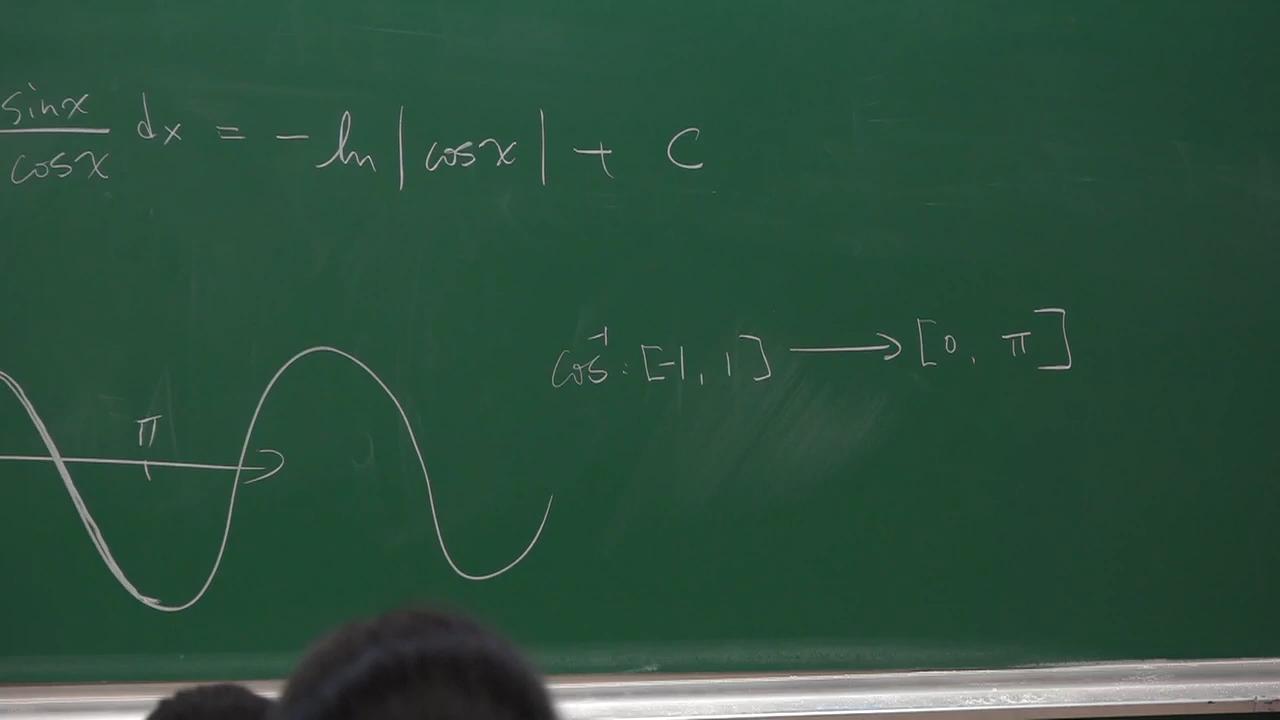 sinx/cosx dx = -ln|cosx| + C
cos⁻¹ : [-1, 1] ⟶ [0, π]
π